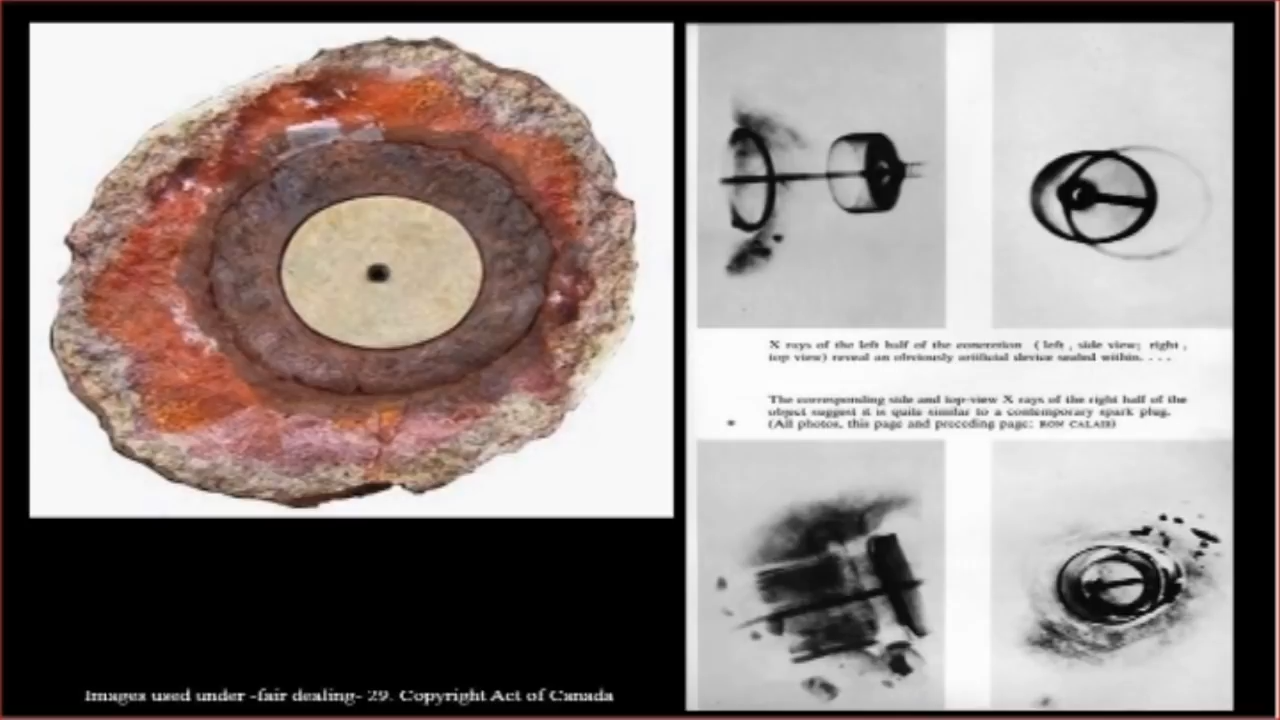 X rays of the left half of the concretion ( left , side view; right ,
top view) reveal an obviously artificial device sealed within. . . .
The corresponding side and top-view X rays of the right half of the
object suggest it is quite similar to a contemporary spark plug.
(All photos, this page and preceding page: RON CALAIS)
Images used under -fair dealing- 29. Copyright Act of Canada